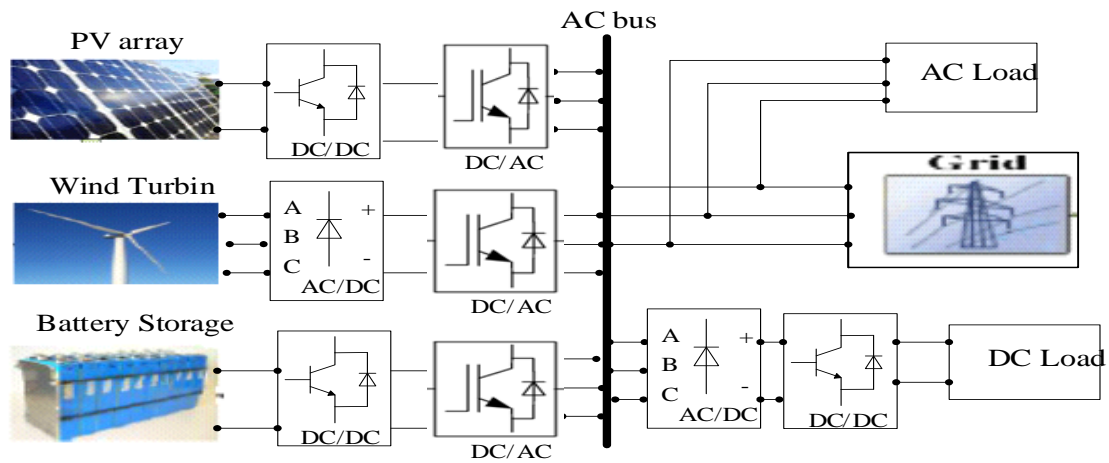 AC bus
PV array
DC/DC
DC/AC
AC Load
Grid
Wind Turbin
A
B
C
+
-
AC/DC
DC/AC
Battery Storage
DC/DC
DC/AC
A
B
C
+
-
AC/DC
DC/DC
DC Load